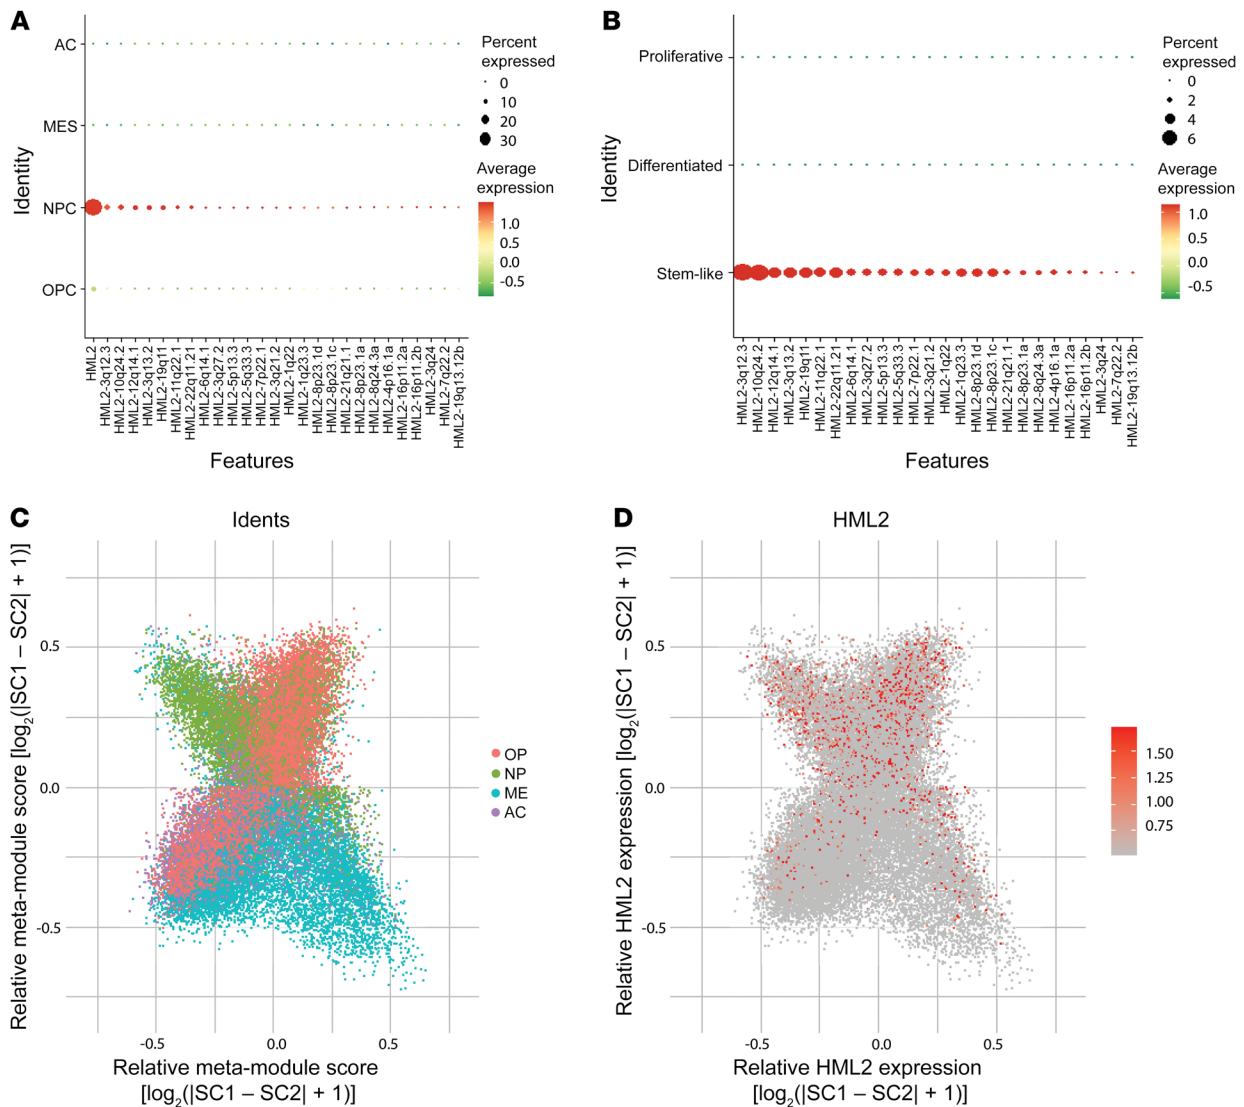 A
AC
MES
NPC
OPC
Identity
HML2
HML2-3q12.3
HML2-10q24.2
HML2-12q14.1
HML2-3q13.2
HML2-19q11
HML2-11q22.1
HML2-22q11.21
HML2-6q14.1
HML2-3q27.2
HML2-5p13.3
HML2-5q33.3
HML2-7p22.1
HML2-3q21.2
HML2-1q22
HML2-1q23.3
HML2-8p23.1d
HML2-8p23.1c
HML2-21q21.1
HML2-8p23.1a
HML2-8q24.3a
HML2-4p16.1a
HML2-16p11.2a
HML2-16p11.2b
HML2-3q24
HML2-7q22.2
HML2-19q13.12b
Features
Percent
expressed
0
10
20
30
Average
expression
1.0
0.5
0.0
-0.5
B
Proliferative
Differentiated
Stem-like
Identity
HML2-3q12.3
HML2-10q24.2
HML2-12q14.1
HML2-3q13.2
HML2-19q11
HML2-11q22.1
HML2-22q11.21
HML2-6q14.1
HML2-3q27.2
HML2-5p13.3
HML2-5q33.3
HML2-7p22.1
HML2-3q21.2
HML2-1q22
HML2-1q23.3
HML2-8p23.1d
HML2-8p23.1c
HML2-21q21.1
HML2-8p23.1a
HML2-8q24.3a
HML2-4p16.1a
HML2-16p11.2a
HML2-16p11.2b
HML2-3q24
HML2-7q22.2
HML2-19q13.12b
Features
Percent
expressed
0
2
4
6
Average
expression
1.0
0.5
0.0
-0.5
C
Idents
Relative meta-module score [log2(|SC1 – SC2| + 1)]
0.5
0.0
-0.5
-0.5
0.0
0.5
Relative meta-module score
[log2(|SC1 – SC2| + 1)]
OP
NP
ME
AC
D
HML2
Relative HML2 expression [log2(|SC1 – SC2| + 1)]
0.5
0.0
-0.5
-0.5
0.0
0.5
Relative HML2 expression
[log2(|SC1 – SC2| + 1)]
1.50
1.25
1.00
0.75